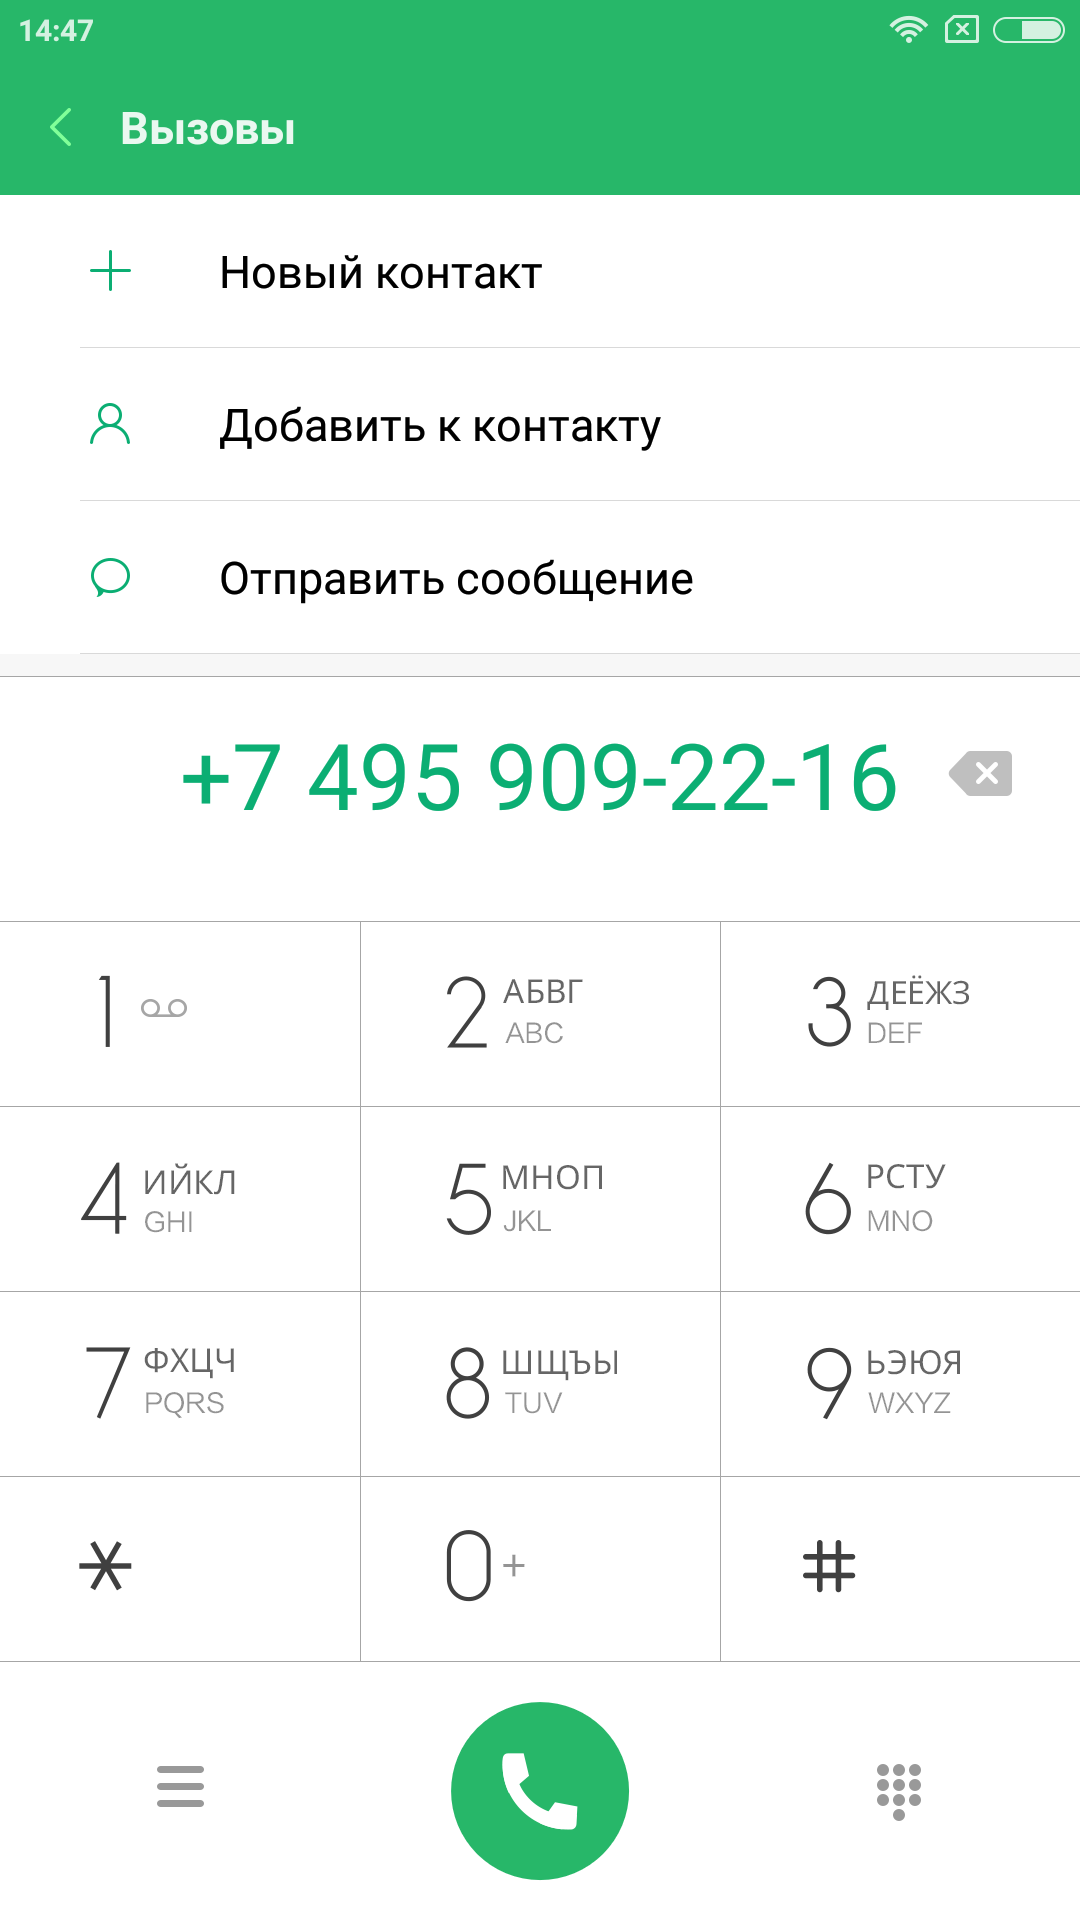 14:47
Вызовы
Новый контакт
Добавить к контакту
Отправить сообщение
+7 495 909-22-16
1
2 АБВГ
ABC
3 ДЕЁЖЗ
DEF
4 ИЙКЛ
GHI
5 МНОП
JKL
6 РСТУ
MNO
7 ФХЦЧ
PQRS
8 ШЩЪЫ
TUV
9 ЬЭЮЯ
WXYZ
*
0 +
#